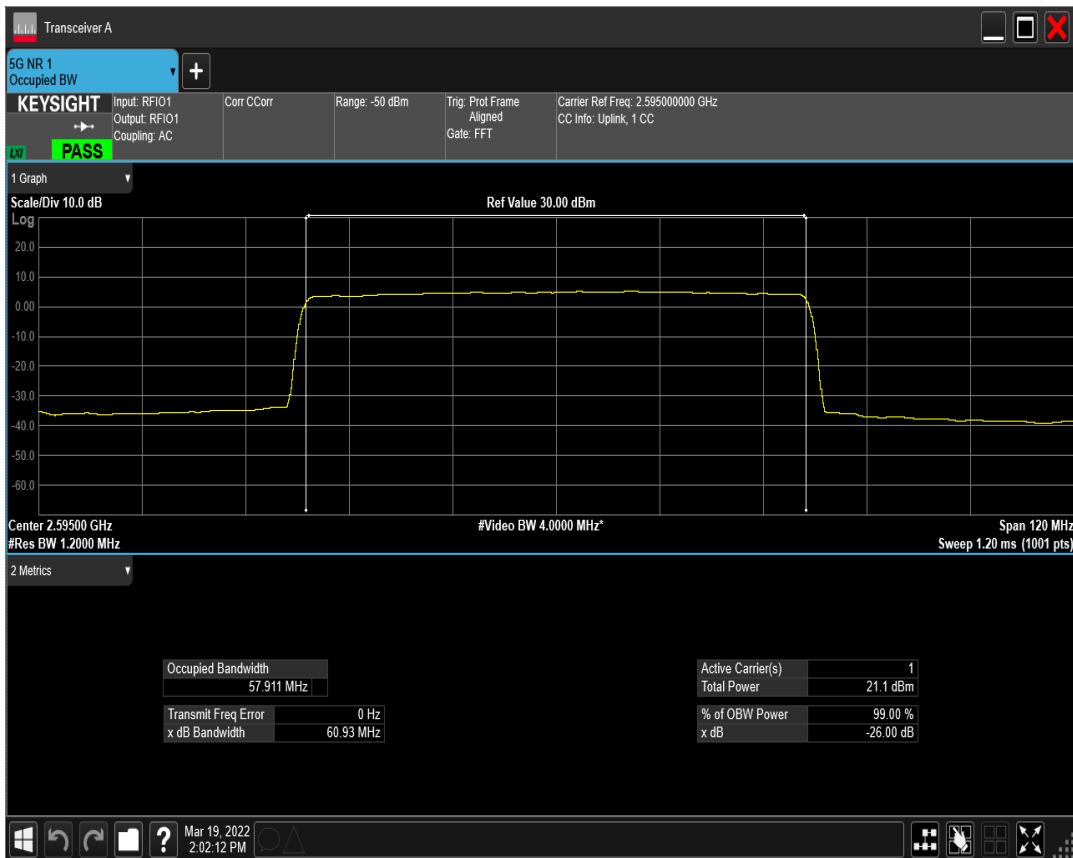 Transceiver A
5G NR 1
Occupied BW
KEYSIGHT
LXI
PASS
Input: RFIO1
Output: RFIO1
Coupling: AC
Corr CCorr
Range: -50 dBm
Trig: Prot Frame
Aligned
Gate: FFT
Carrier Ref Freq: 2.595000000 GHz
CC Info: Uplink, 1 CC
1 Graph
Scale/Div 10.0 dB
Ref Value 30.00 dBm
Log
20.0
10.0
0.00
-10.0
-20.0
-30.0
-40.0
-50.0
-60.0
Center 2.59500 GHz
#Video BW 4.0000 MHz*
Span 120 MHz
#Res BW 1.2000 MHz
Sweep 1.20 ms (1001 pts)
2 Metrics
Occupied Bandwidth
57.911 MHz
Transmit Freq Error 0 Hz
x dB Bandwidth 60.93 MHz
Active Carrier(s) 1
Total Power 21.1 dBm
% of OBW Power 99.00 %
x dB -26.00 dB
?
Mar 19, 2022
2:02:12 PM